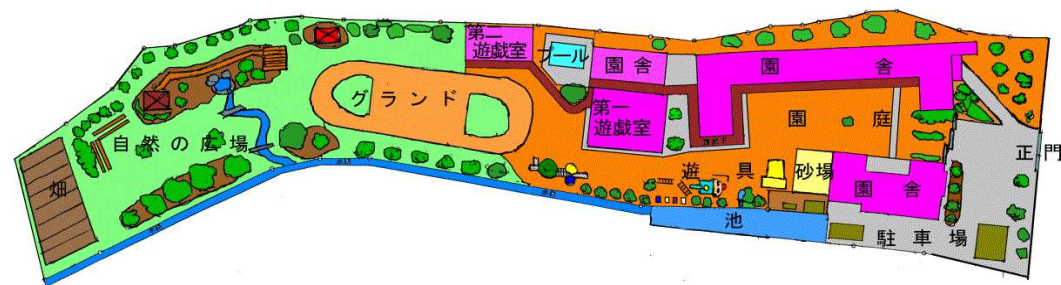 第二
遊戯室
プール
園舎
園舎
グランド
第一
遊戯室
園庭
自然の広場
正門
畑
遊具
砂場
園舎
池
駐車場